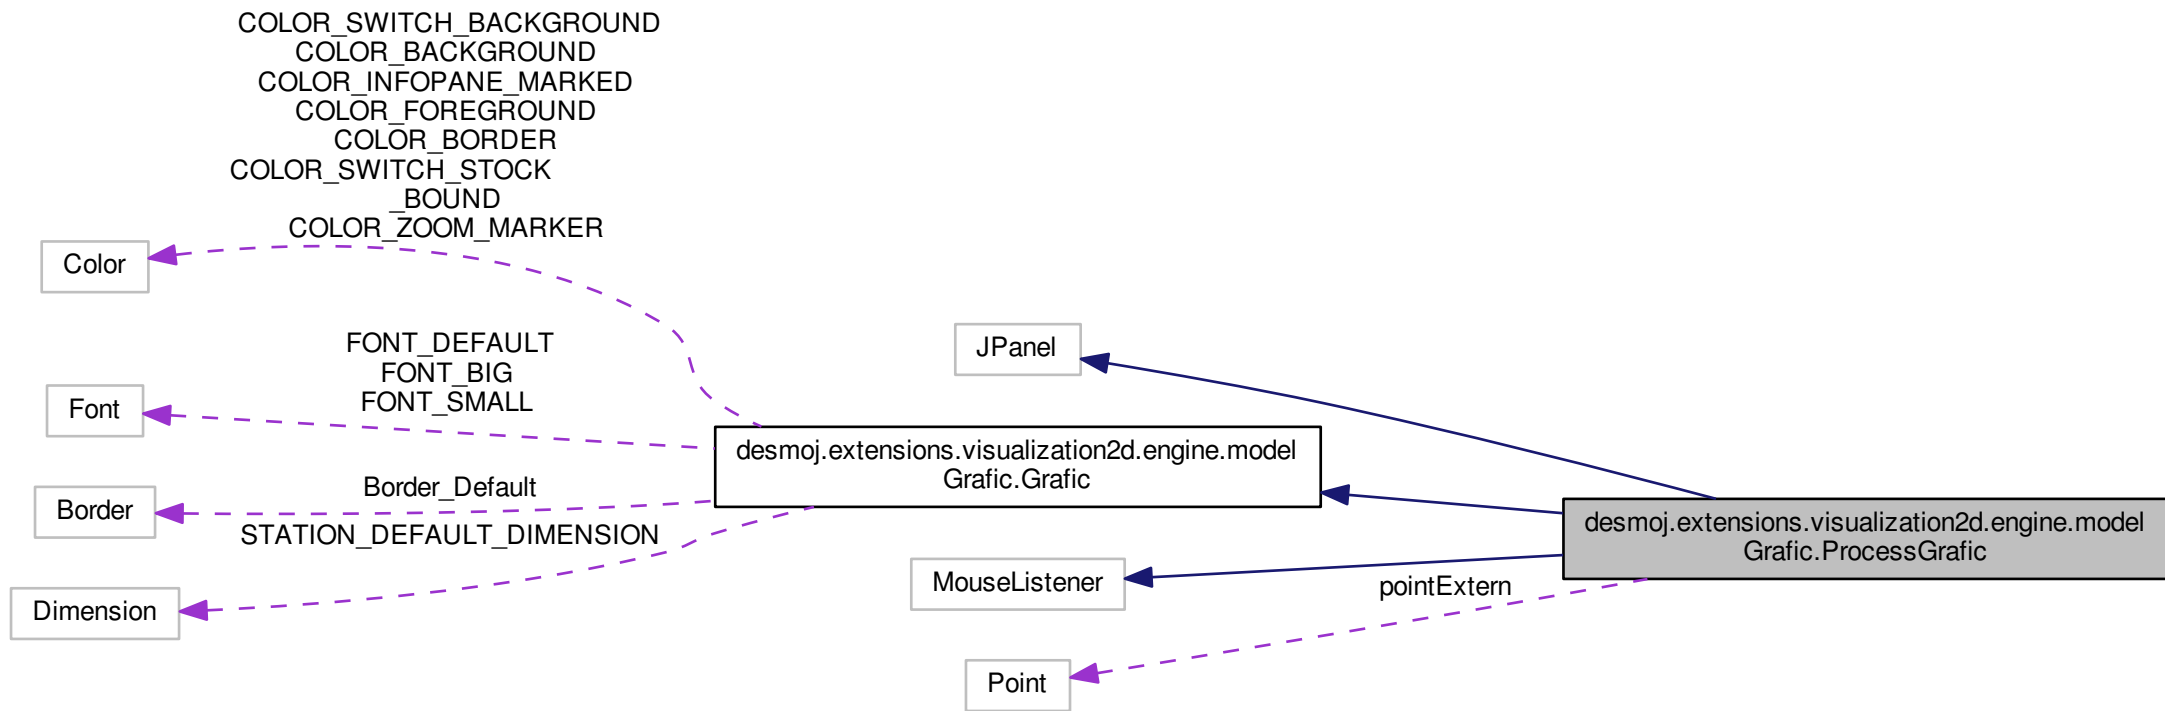 COLOR_SWITCH_BACKGROUND
COLOR_BACKGROUND
COLOR_INFOPANE_MARKED
COLOR_FOREGROUND
COLOR_BORDER
COLOR_SWITCH_STOCK
_BOUND
COLOR_ZOOM_MARKER
Color
JPanel
FONT_DEFAULT
FONT_BIG
FONT_SMALL
Font
desmoj.extensions.visualization2d.engine.model
Grafic.Grafic
Border_Default
Border
STATION_DEFAULT_DIMENSION
Dimension
desmoj.extensions.visualization2d.engine.model
Grafic.ProcessGrafic
MouseListener
pointExtern
Point